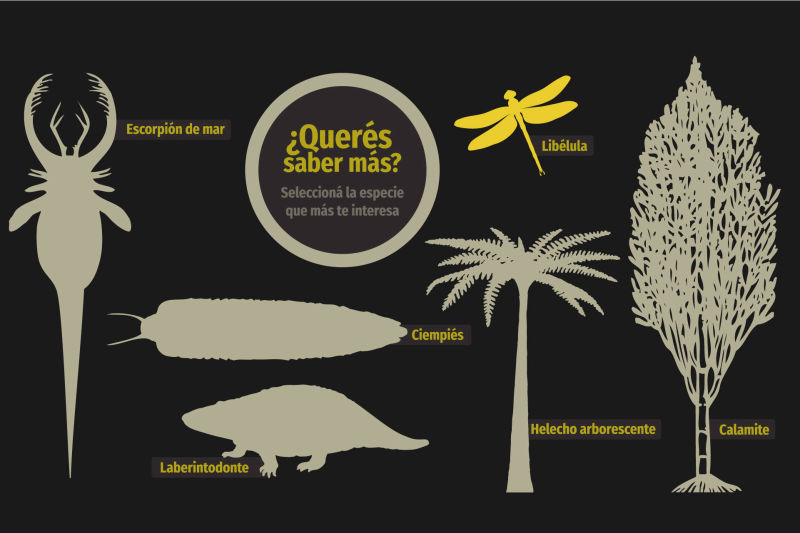 Escorpión de mar
¿Querés
saber más?
Seleccioná la especie
que más te interesa
Libélula
Ciempiés
Helecho arborescente
Calamite
Laberintodonte